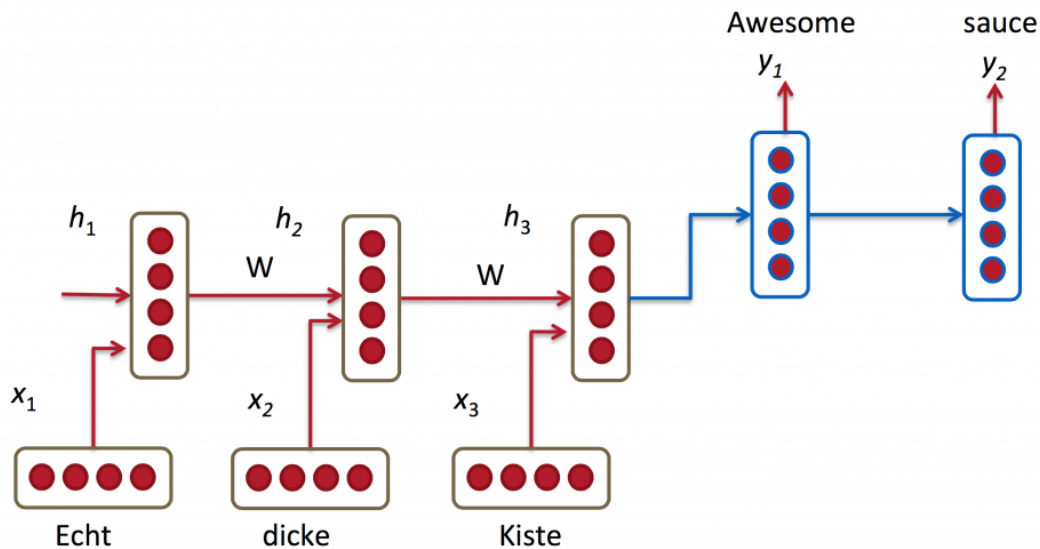 Awesome sauce
y1 y2
h1 h2 h3
W W
x1 x2 x3
Echt dicke Kiste